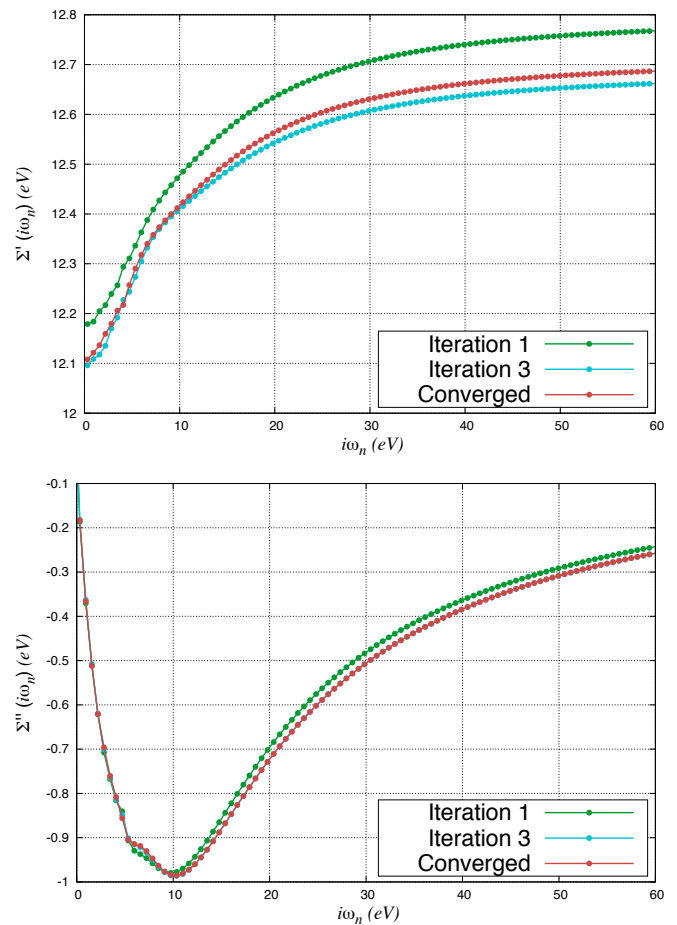 12.8
12.7
12.6
12.5
12.4
12.3
12.2
12.1
12
Σ' (iωn) (eV)
0 10 20 30 40 50 60
iωn (eV)
Iteration 1
Iteration 3
Converged
-0.1
-0.2
-0.3
-0.4
-0.5
-0.6
-0.7
-0.8
-0.9
-1
Σ'' (iωn) (eV)
0 10 20 30 40 50 60
iωn (eV)
Iteration 1
Iteration 3
Converged